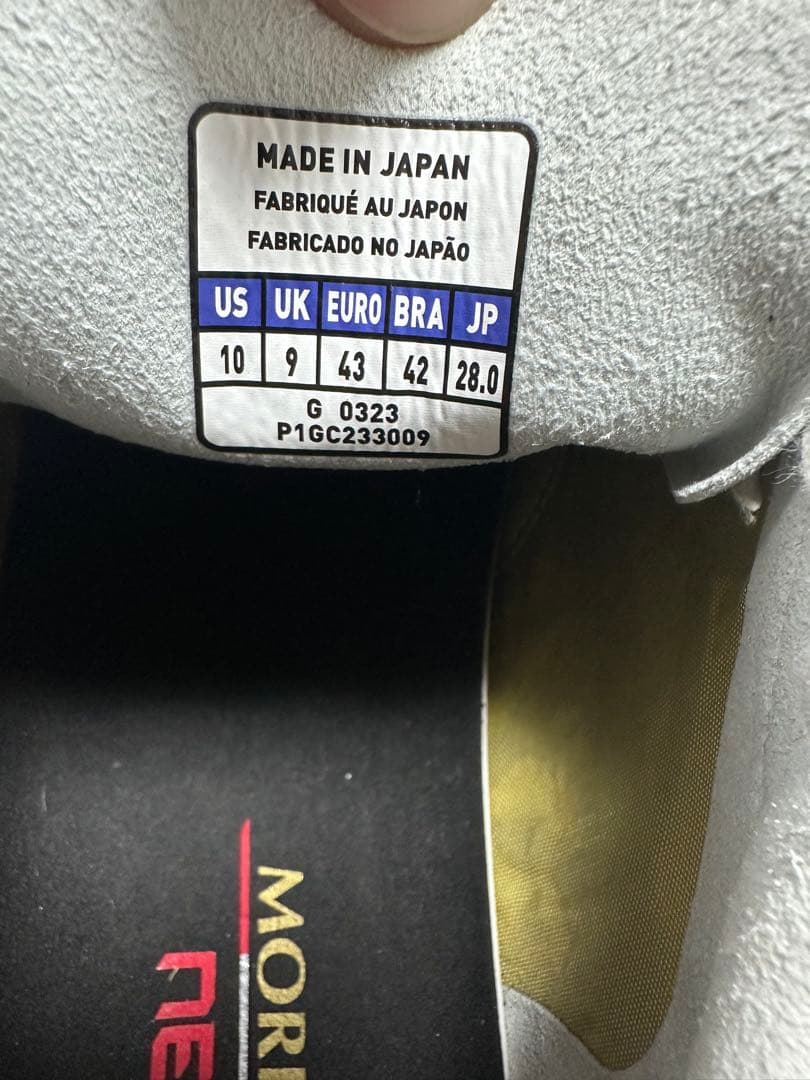 MADE IN JAPAN
FABRIQUÉ AU JAPON
FABRICADO NO JAPÃO
US UK EURO BRA JP
10 9 43 42 28.0
G 0323
P1GC233009